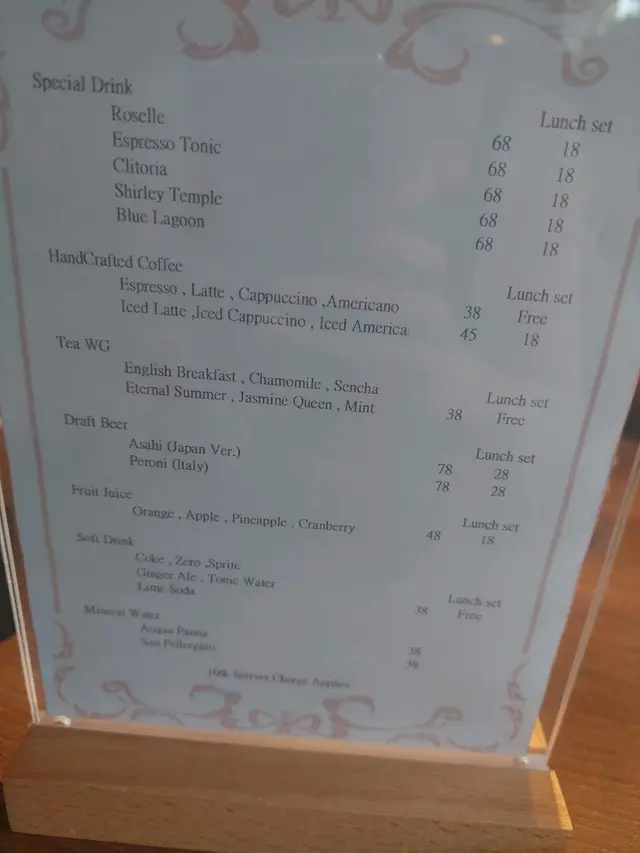 Special Drink
Lunch set
Roselle 68 18
Espresso Tonic 68 18
Clitoria 68 18
Shirley Temple 68 18
Blue Lagoon 68 18
HandCrafted Coffee
Lunch set
Espresso , Latte , Cappuccino ,Americano 38 Free
Iced Latte ,Iced Cappuccino , Iced America 45 18
Tea WG
Lunch set
English Breakfast , Chamomile , Sencha
Eternal Summer , Jasmine Queen , Mint 38 Free
Draft Beer
Lunch set
Asahi (Japan Ver.) 78 28
Peroni (Italy) 78 28
Fruit Juice
Lunch set
Orange , Apple , Pineapple , Cranberry 48 18
Soft Drink
Coke , Zero ,Sprite
Ginger Ale , Tonic Water
Lunch set
Lime Soda 38 Free
Mineral Water
Acqua Panna 38
San Pellergino 38
10% Charge Applies